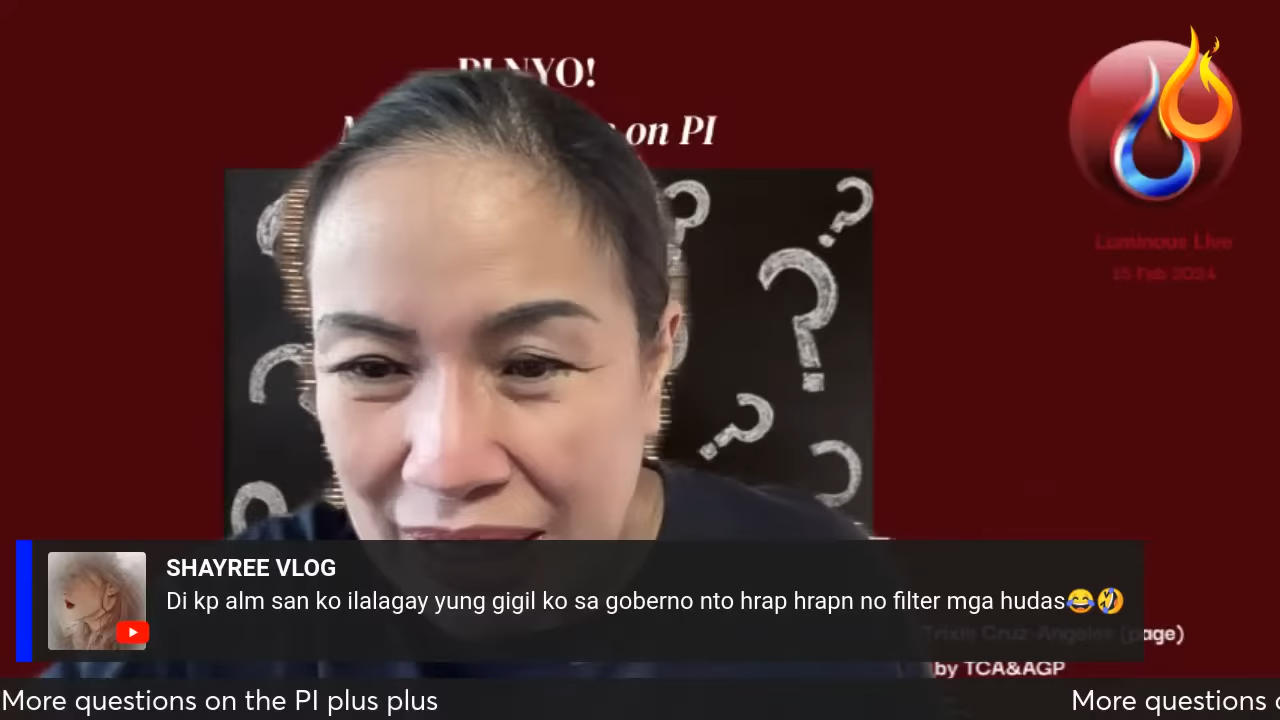 PI NYO!
on PI
Luminous Live
15 Feb 2024
SHAYREE VLOG
Di kp alm san ko ilalagay yung gigil ko sa goberno nto hrap hrapn no filter mga hudas😂🤣
Trixie Cruz-Angeles (page)
by TCA&AGP
More questions on the PI plus plus
More questions